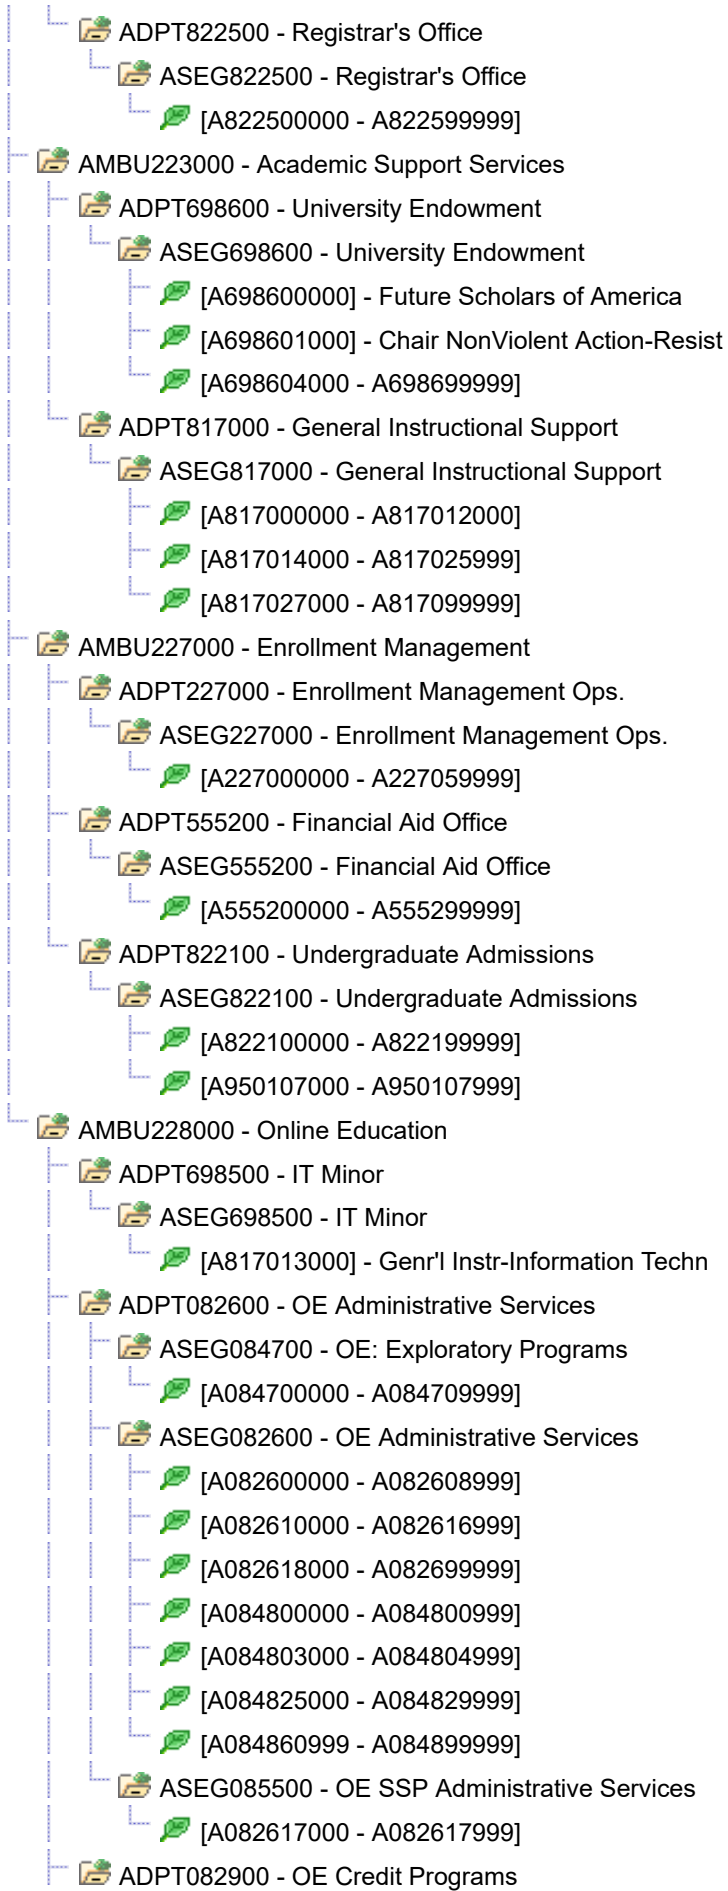 ADPT822500 - Registrar's Office
ASEG822500 - Registrar's Office
[A822500000 - A822599999]
AMBU223000 - Academic Support Services
ADPT698600 - University Endowment
ASEG698600 - University Endowment
[A698600000] - Future Scholars of America
[A698601000] - Chair NonViolent Action-Resist
[A698604000 - A698699999]
ADPT817000 - General Instructional Support
ASEG817000 - General Instructional Support
[A817000000 - A817012000]
[A817014000 - A817025999]
[A817027000 - A817099999]
AMBU227000 - Enrollment Management
ADPT227000 - Enrollment Management Ops.
ASEG227000 - Enrollment Management Ops.
[A227000000 - A227059999]
ADPT555200 - Financial Aid Office
ASEG555200 - Financial Aid Office
[A555200000 - A555299999]
ADPT822100 - Undergraduate Admissions
ASEG822100 - Undergraduate Admissions
[A822100000 - A822199999]
[A950107000 - A950107999]
AMBU228000 - Online Education
ADPT698500 - IT Minor
ASEG698500 - IT Minor
[A817013000] - Genr'l Instr-Information Techn
ADPT082600 - OE Administrative Services
ASEG084700 - OE: Exploratory Programs
[A084700000 - A084709999]
ASEG082600 - OE Administrative Services
[A082600000 - A082608999]
[A082610000 - A082616999]
[A082618000 - A082699999]
[A084800000 - A084800999]
[A084803000 - A084804999]
[A084825000 - A084829999]
[A084860999 - A084899999]
ASEG085500 - OE SSP Administrative Services
[A082617000 - A082617999]
ADPT082900 - OE Credit Programs